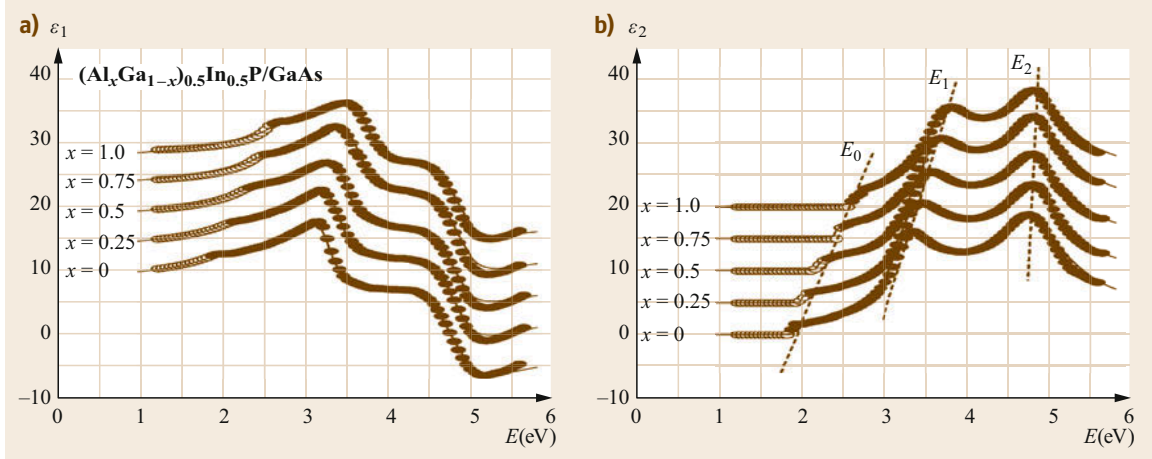 a) ε1
(AlxGa1−x)0.5In0.5P/GaAs
40
30
20
10
0
−10
x = 1.0
x = 0.75
x = 0.5
x = 0.25
x = 0
0 1 2 3 4 5 6
E(eV)
b) ε2
40
30
20
10
0
−10
E0
E1
E2
x = 1.0
x = 0.75
x = 0.5
x = 0.25
x = 0
0 1 2 3 4 5 6
E(eV)